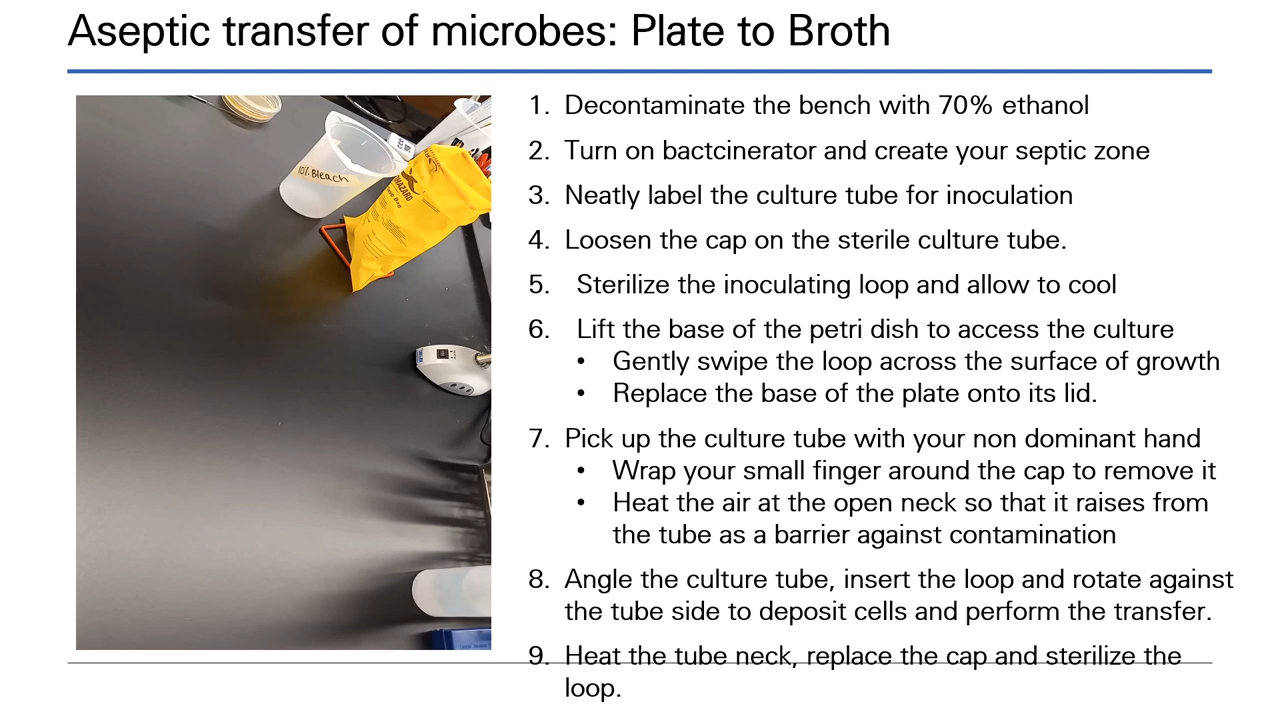 Aseptic transfer of microbes: Plate to Broth
1. Decontaminate the bench with 70% ethanol
2. Turn on bactcinerator and create your septic zone
3. Neatly label the culture tube for inoculation
4. Loosen the cap on the sterile culture tube.
5. Sterilize the inoculating loop and allow to cool
6. Lift the base of the petri dish to access the culture
• Gently swipe the loop across the surface of growth
• Replace the base of the plate onto its lid.
7. Pick up the culture tube with your non dominant hand
• Wrap your small finger around the cap to remove it
• Heat the air at the open neck so that it raises from
the tube as a barrier against contamination
8. Angle the culture tube, insert the loop and rotate against
the tube side to deposit cells and perform the transfer.
9. Heat the tube neck, replace the cap and sterilize the
loop.
10% Bleach